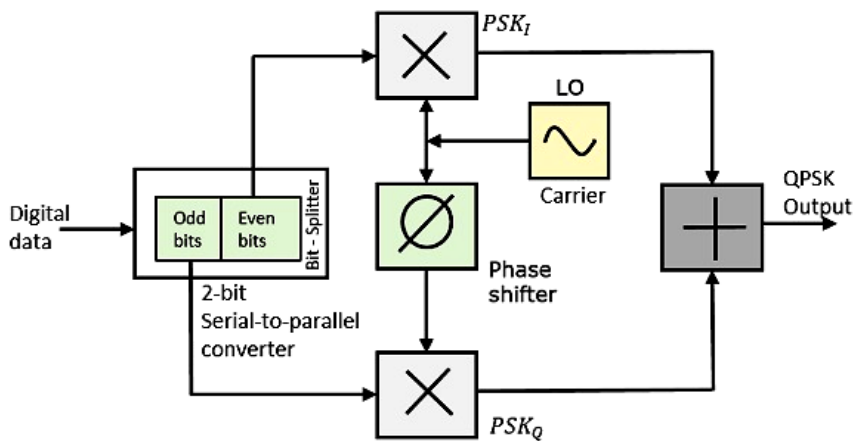 PSK_I
LO
Carrier
Digital
data
Odd
bits
Even
bits
Bit - Splitter
2-bit
Serial-to-parallel
converter
Phase
shifter
QPSK
Output
PSK_Q